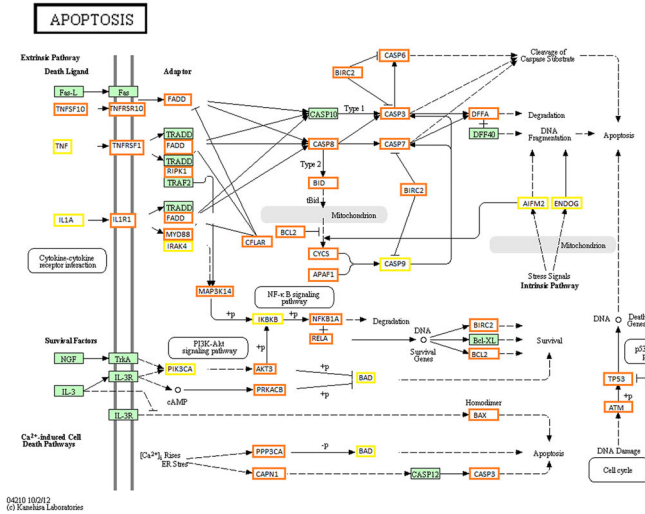 APOPTOSIS
Extrinsic Pathway
Death Ligand
Adaptor
Fas-L
Fas
FADD
TNFSF10
TNFRSR10
TNF
TNFRSF1
TRADD
FADD
TRADD
RIPK1
TRAF2
IL1A
IL1R1
TRADD
FADD
MYD88
IRAK4
CFLAR
Cytokine-cytokine
receptor interaction
MAP3K14
CASP10
Type 1
CASP3
CASP6
BIRC2
CASP8
CASP7
Type 2
BID
tBid
Mitochondrion
BCL2
CYCS
APAF1
CASP9
BIRC2
DFFA
DFF40
Degradation
DNA
Fragmentation
Cleavage of
Caspase Substrate
Apoptosis
AIFM2
ENDOG
Mitochondrion
Stress Signals
Intrinsic Pathway
NF-κB signaling
pathway
+p
IKBKB
+p
NFKB1A
Degradation
RELA
DNA
Survival
Genes
BIRC2
Bcl-XL
BCL2
Survival
Survival Factors
PI3K-Akt
signaling pathway
NGF
TrkA
IL-3
IL-3R
PIK3CA
AKT3
+p
+p
BAD
cAMP
PRKACB
+p
IL-3R
Homodimer
BAX
Ca2+-induced Cell
Death Pathways
[Ca2+]i Rises
ER Stres
PPP3CA
-p
BAD
CAPN1
CASP12
CASP3
Apoptosis
DNA
Death
Genes
p53
p
TP53
+p
ATM
DNA Damage
Cell cycle
04210 10/2/12
(c) Kanehisa Laboratories